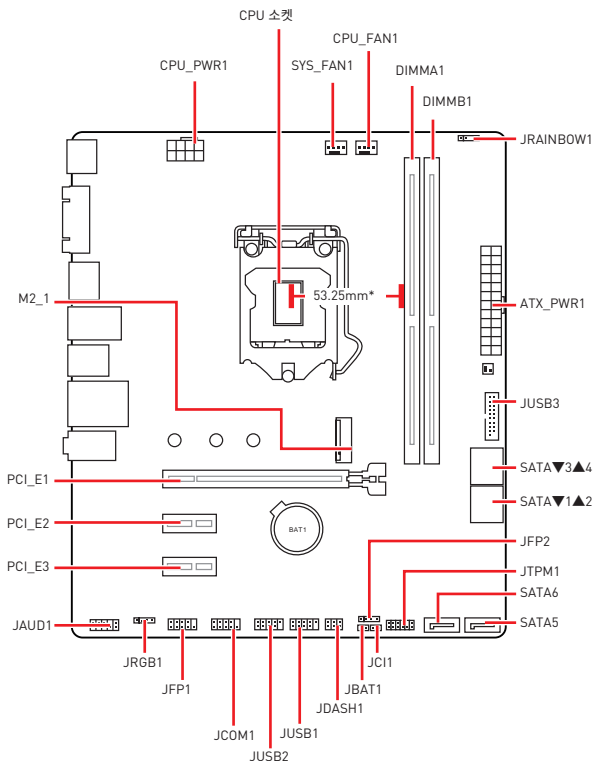 CPU 소켓
CPU_FAN1
CPU_PWR1
SYS_FAN1
DIMMA1
DIMMB1
JRAINBOW1
M2_1
53.25mm*
ATX_PWR1
JUSB3
SATA▼3▲4
PCI_E1
SATA▼1▲2
PCI_E2
BAT1
JFP2
PCI_E3
JTPM1
SATA6
JAUD1
SATA5
JRGB1
JCI1
JFP1
JBAT1
JDASH1
JCOM1
JUSB1
JUSB2